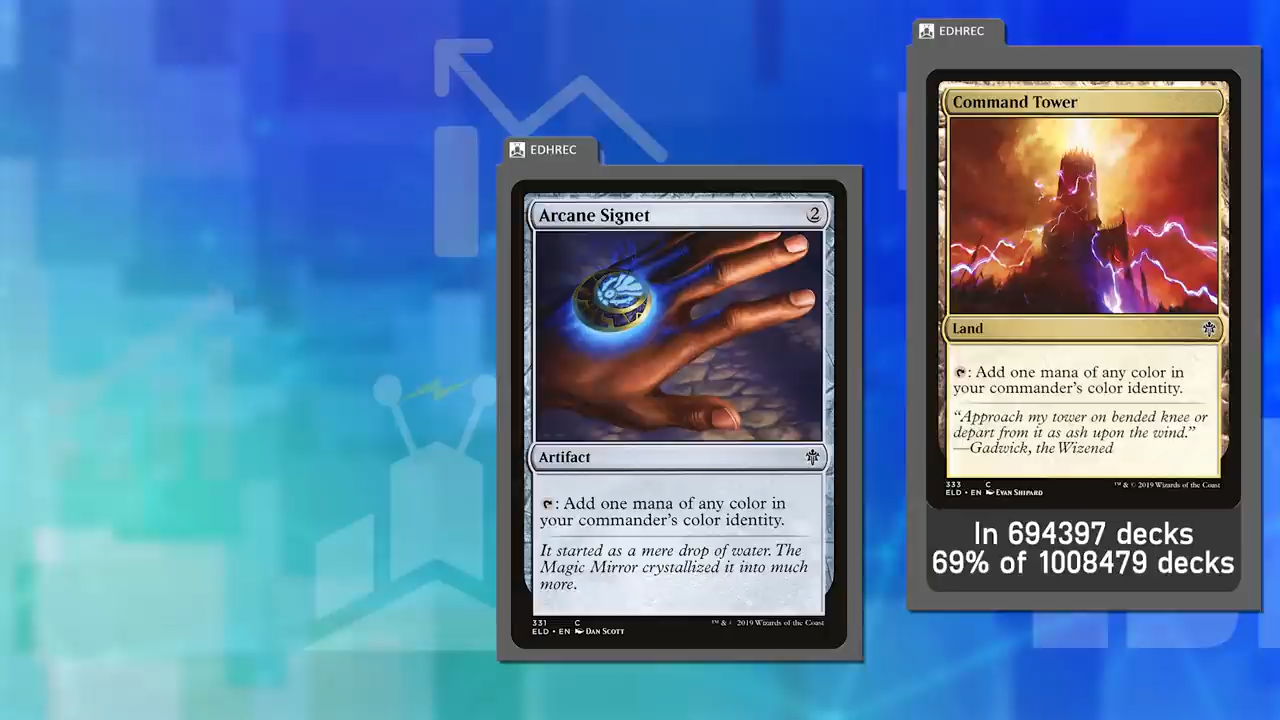 EDHREC
Arcane Signet 2
Artifact
: Add one mana of any color in
your commander's color identity.
It started as a mere drop of water. The
Magic Mirror crystallized it into much
more.
331 C
ELD • EN DAN SCOTT
™ & © 2019 Wizards of the Coast
EDHREC
Command Tower
Land
: Add one mana of any color in
your commander's color identity.
"Approach my tower on bended knee or
depart from it as ash upon the wind."
—Gadwick, the Wizened
333 C
ELD • EN EVAN SHIPARD
™ & © 2019 Wizards of the Coast
In 694397 decks
69% of 1008479 decks